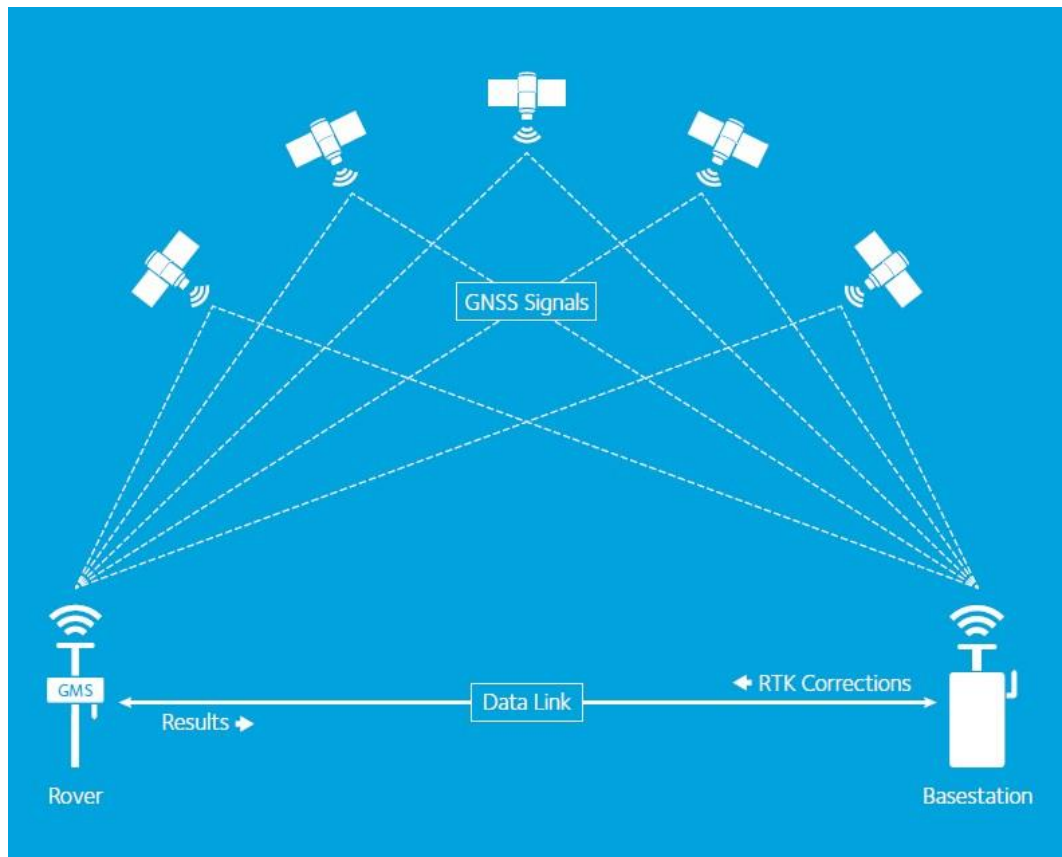 GNSS Signals
GMS
RTK Corrections
Data Link
Results
Rover
Basestation